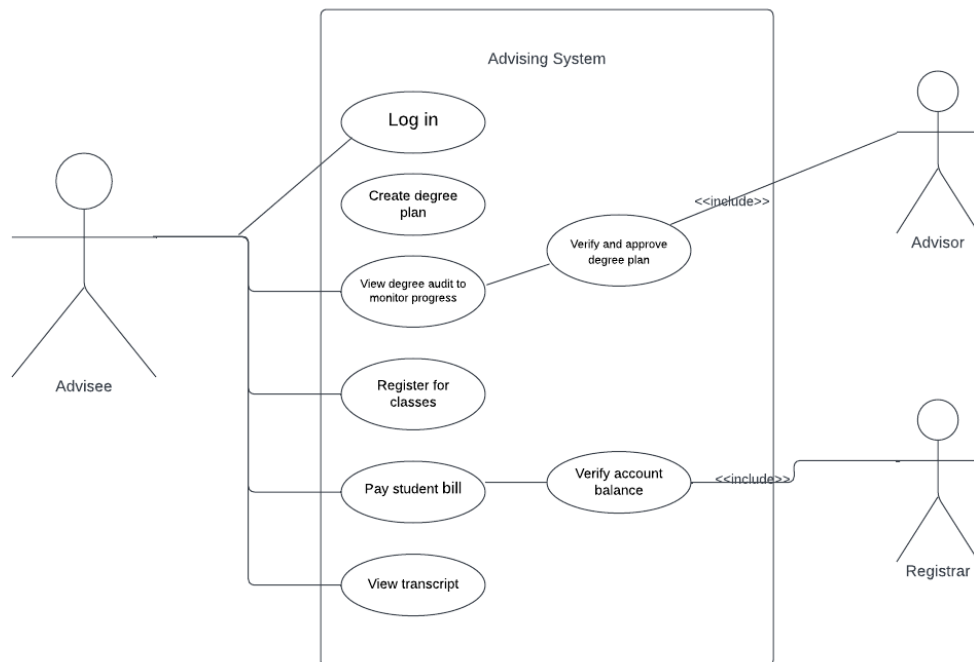 Advising System
Log in
Create degree
plan
<<include>>
Verify and approve
degree plan
Advisor
View degree audit to
monitor progress
Advisee
Register for
classes
Pay student bill
Verify account
balance
<<include>>
Registrar
View transcript